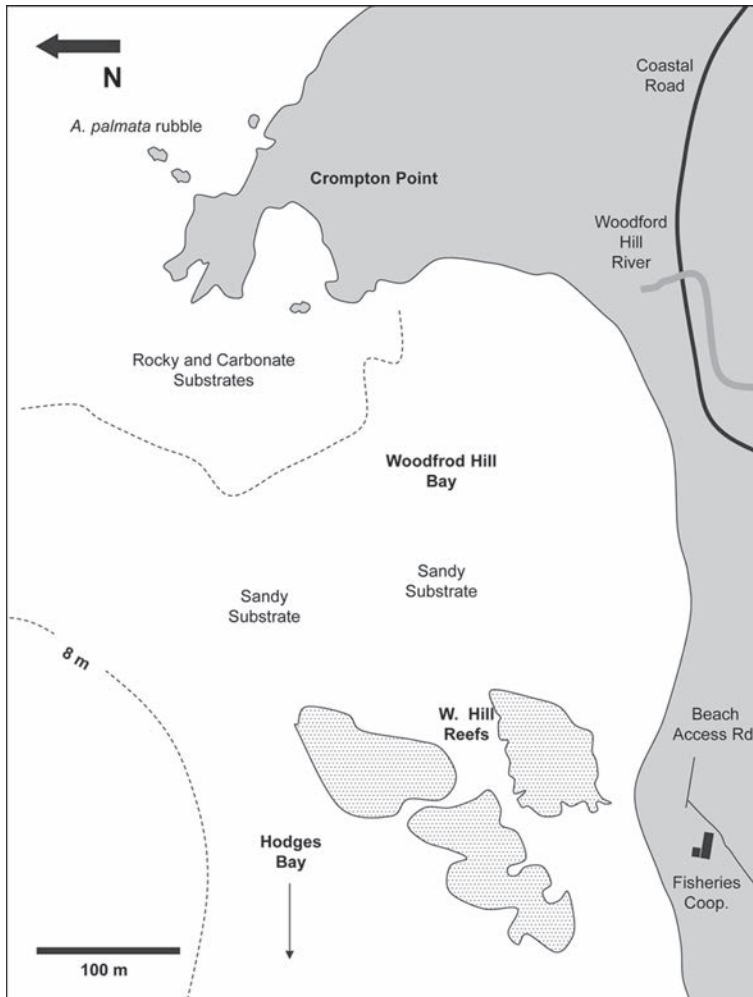 N
Coastal
Road
A. palmata rubble
Crompton Point
Woodford
Hill
River
Rocky and Carbonate
Substrates
Woodfrod Hill
Bay
Sandy
Substrate
Sandy
Substrate
8 m
W. Hill
Reefs
Beach
Access Rd
Hodges
Bay
Fisheries
Coop.
100 m